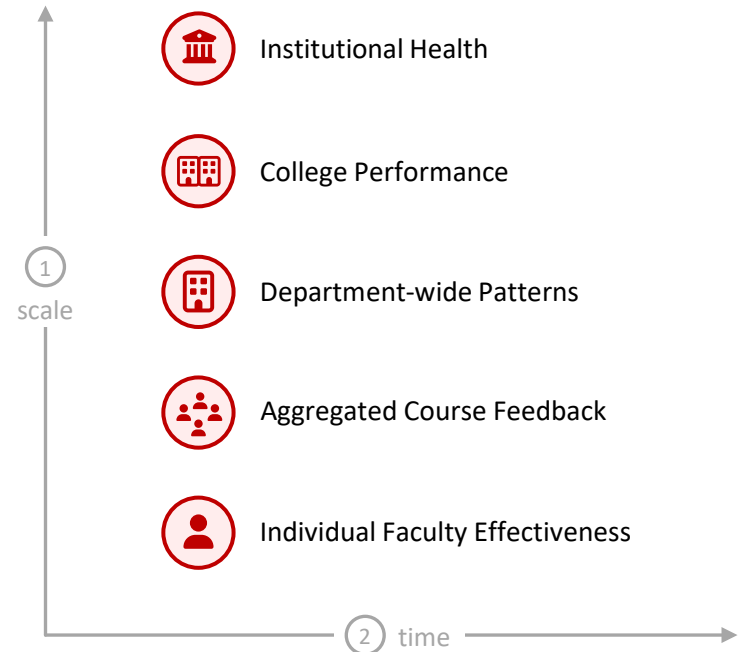 Institutional Health
College Performance
1
scale
Department-wide Patterns
Aggregated Course Feedback
Individual Faculty Effectiveness
2 time